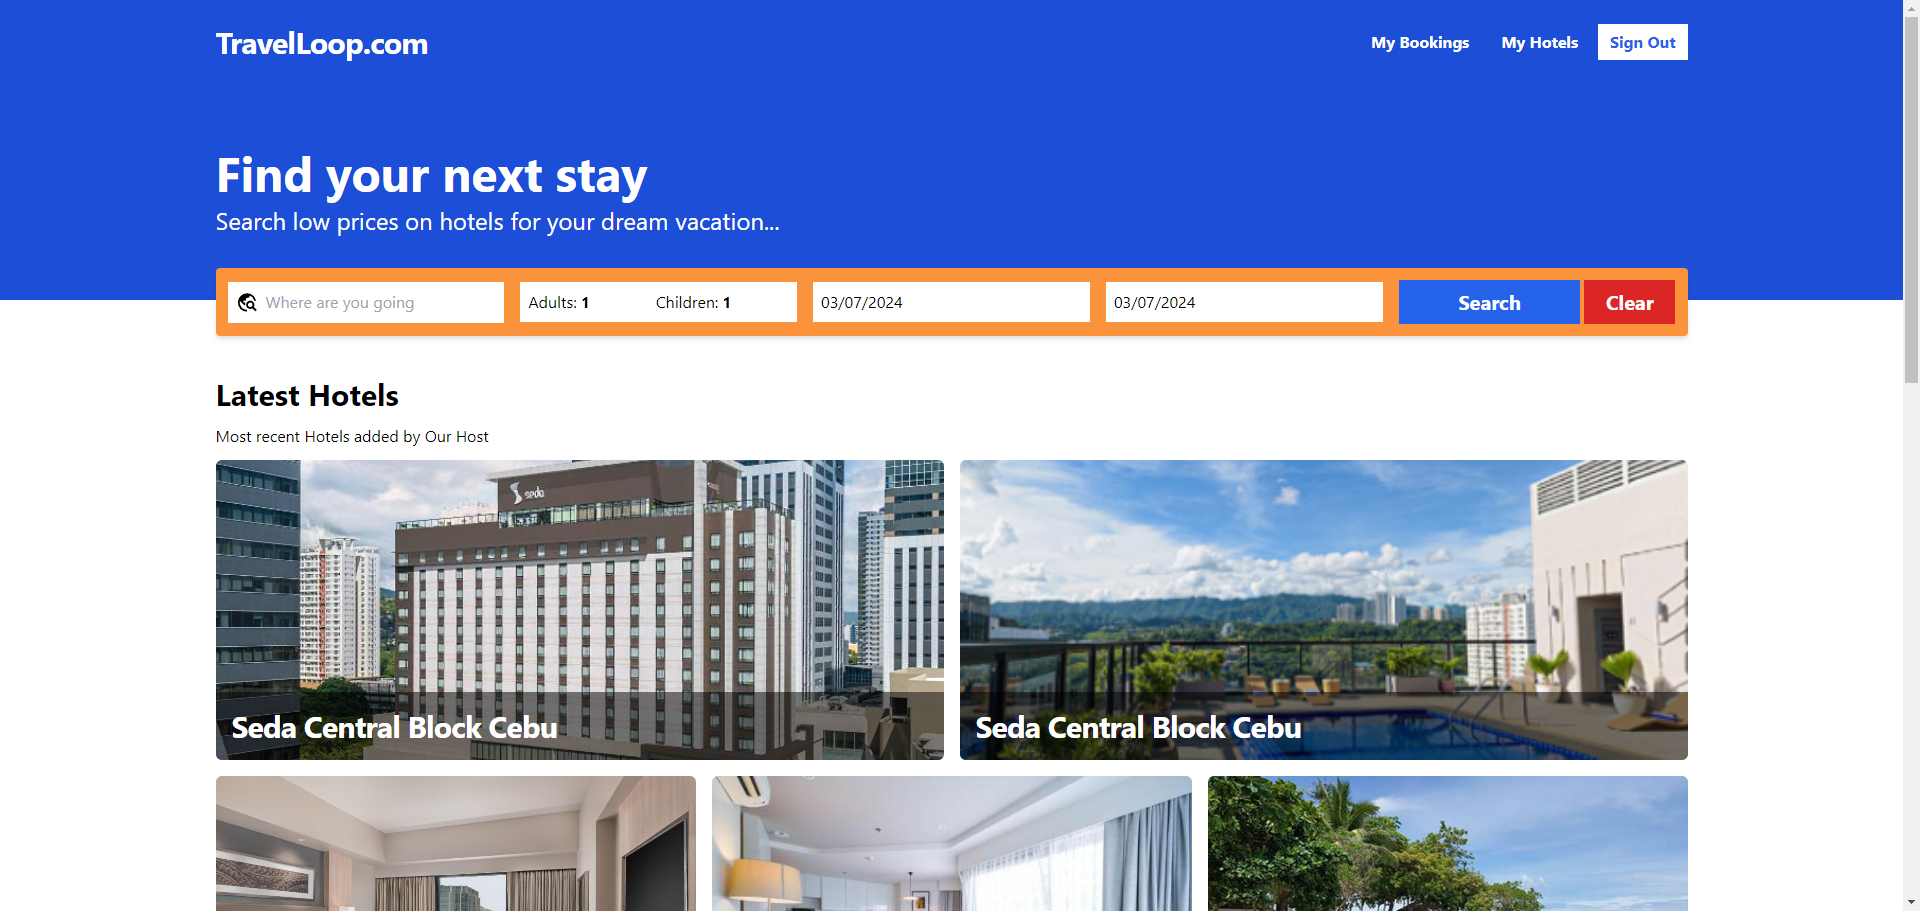 TravelLoop.com
My Bookings
My Hotels
Sign Out
Find your next stay
Search low prices on hotels for your dream vacation...
Where are you going
Adults: 1
Children: 1
03/07/2024
03/07/2024
Search
Clear
Latest Hotels
Most recent Hotels added by Our Host
seda
Seda Central Block Cebu
Seda Central Block Cebu